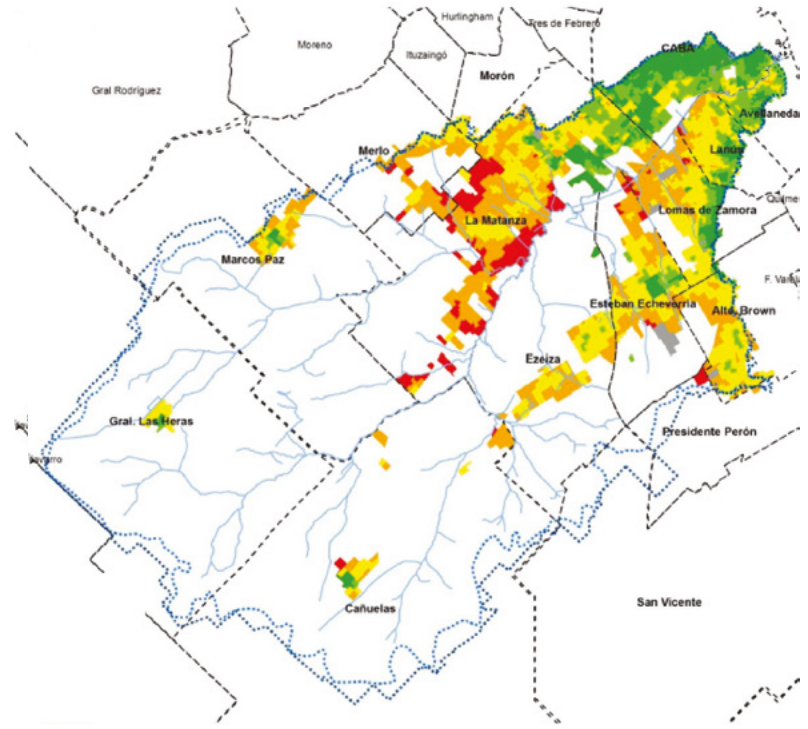 Hurlingham
Tres de Febrero
Moreno
CABA
Ituzaingó
Morón
Gral Rodríguez
Avellaneda
Merlo
Lanús
La Matanza
Lomas de Zamora
Marcos Paz
Esteban Echeverría
Alte. Brown
Ezeiza
Gral. Las Heras
Presidente Perón
San Vicente
Cañuelas